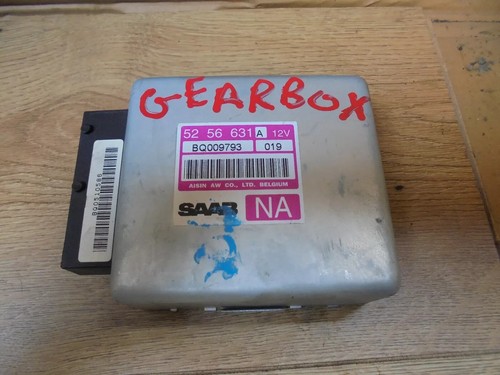 GEARBOX
52 56 631 A 12V
BQ009793 019
AISIN AW CO., LTD. BELGIUM
SAAB NA